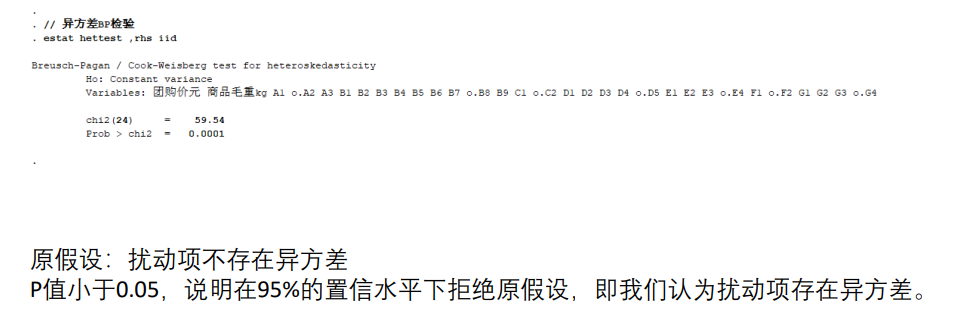 .
. // 异方差BP检验
. estat hettest ,rhs iid
Breusch-Pagan / Cook-Weisberg test for heteroskedasticity
Ho: Constant variance
Variables: 团购价元 商品毛重kg A1 o.A2 A3 B1 B2 B3 B4 B5 B6 B7 o.B8 B9 C1 o.C2 D1 D2 D3 D4 o.D5 E1 E2 E3 o.E4 F1 o.F2 G1 G2 G3 o.G4
chi2(24) = 59.54
Prob > chi2 = 0.0001
.
原假设：扰动项不存在异方差
P值小于0.05，说明在95%的置信水平下拒绝原假设，即我们认为扰动项存在异方差。